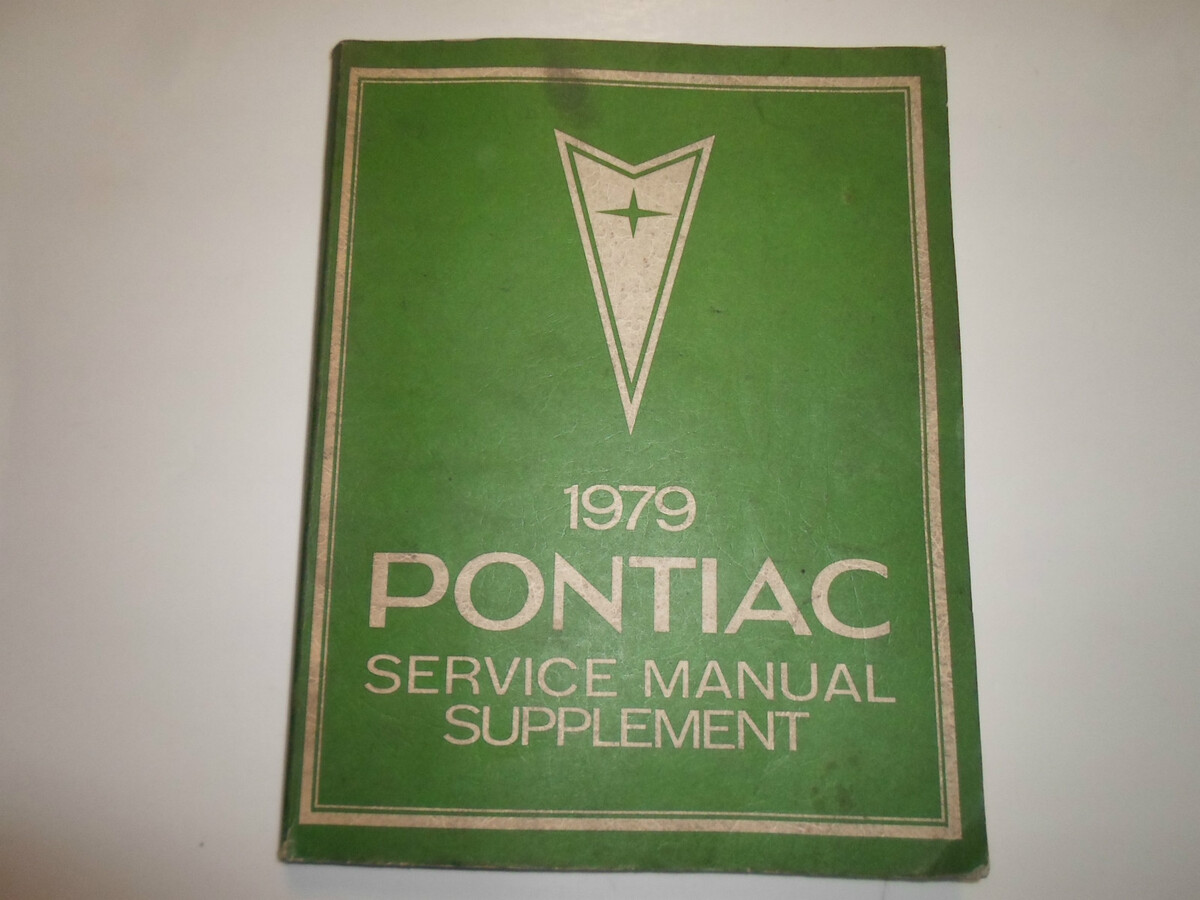 1979
PONTIAC
SERVICE MANUAL
SUPPLEMENT